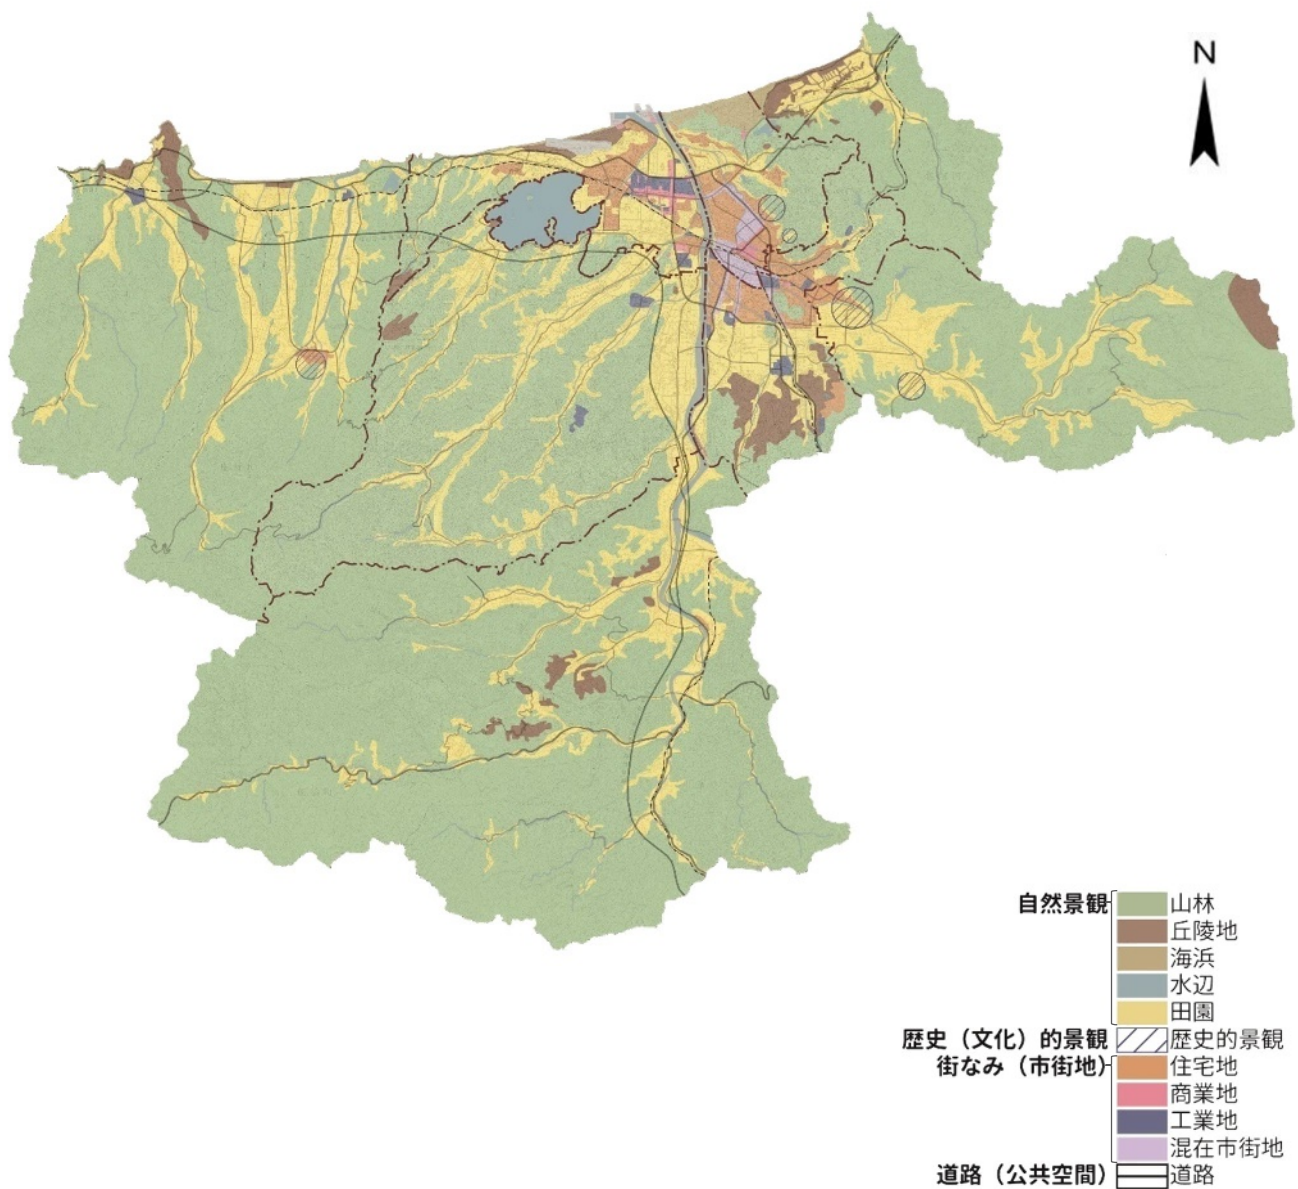 N
自然景観 山林
丘陵地
海浜
水辺
田園
歴史（文化）的景観 歴史的景観
街なみ（市街地） 住宅地
商業地
工業地
混在市街地
道路（公共空間） 道路